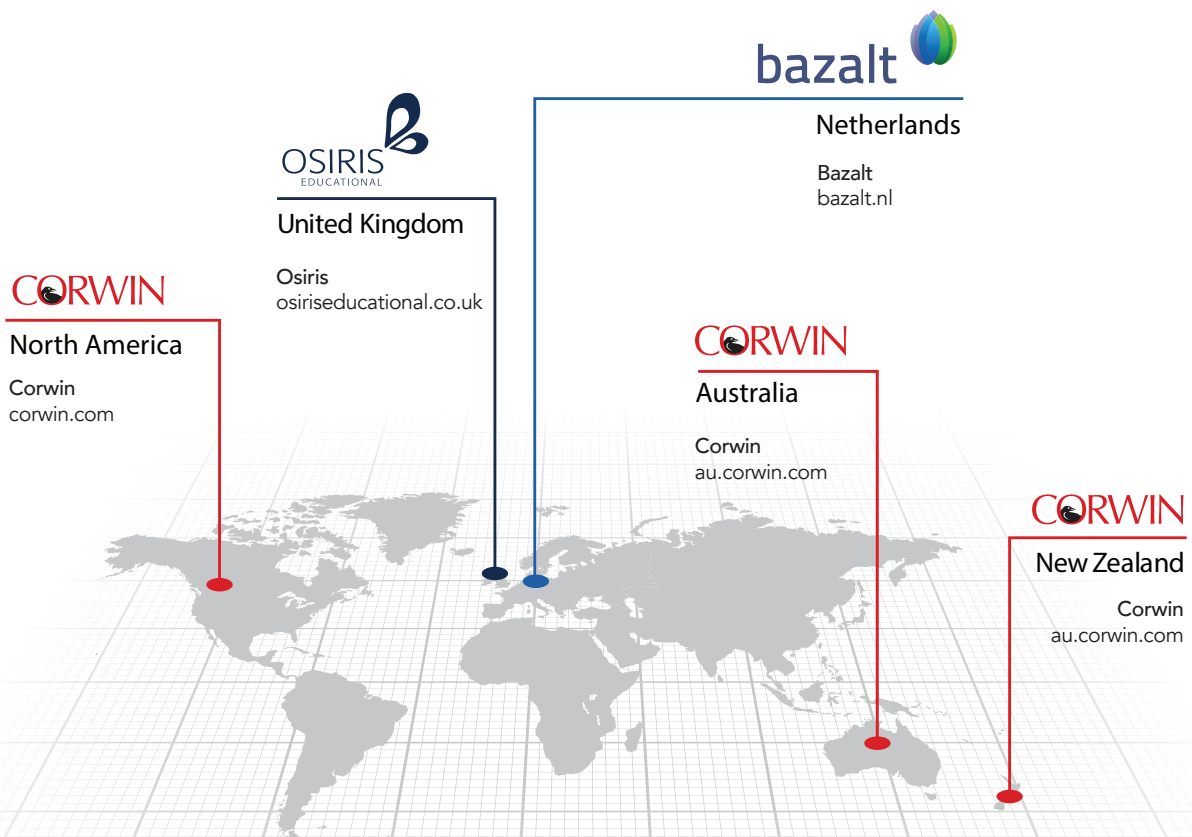 bazalt
Netherlands
Bazalt
bazalt.nl
OSIRIS
EDUCATIONAL
United Kingdom
Osiris
osiriseducational.co.uk
CORWIN
North America
Corwin
corwin.com
CORWIN
Australia
Corwin
au.corwin.com
CORWIN
New Zealand
Corwin
au.corwin.com